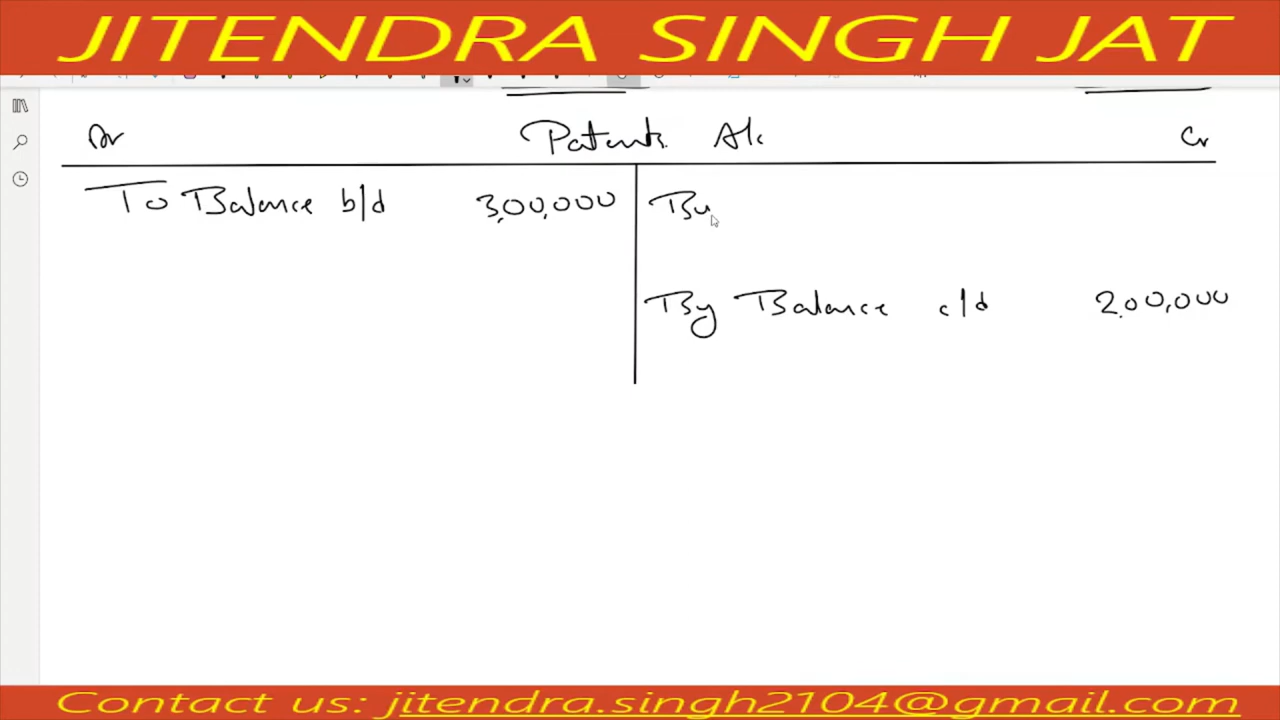 JITENDRA SINGH JAT
Dr Patents A/c Cr
To Balance b/d 3,00,000 By
By Balance c/d 2,00,000
Contact us: jitendra.singh2104@gmail.com